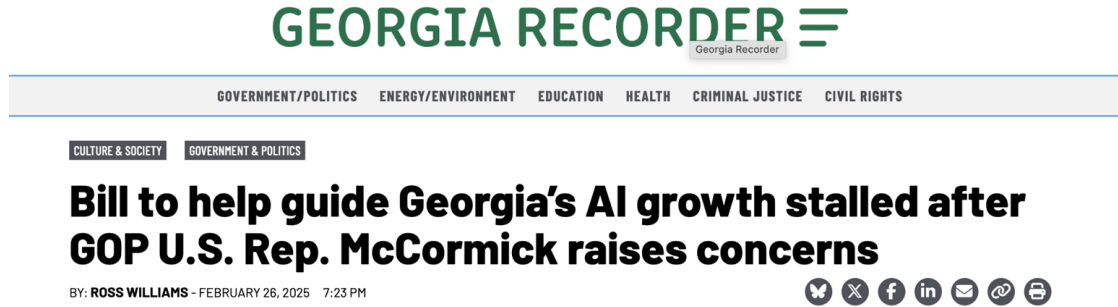 GEORGIA RECORDER
Georgia Recorder
GOVERNMENT/POLITICS ENERGY/ENVIRONMENT EDUCATION HEALTH CRIMINAL JUSTICE CIVIL RIGHTS
CULTURE & SOCIETY GOVERNMENT & POLITICS
Bill to help guide Georgia’s AI growth stalled after
GOP U.S. Rep. McCormick raises concerns
BY: ROSS WILLIAMS - FEBRUARY 26, 2025 7:23 PM